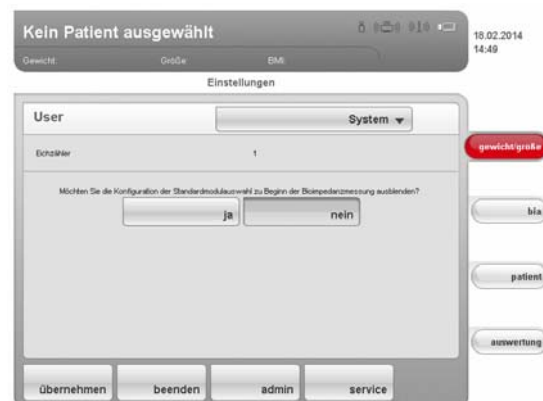 Kein Patient ausgewählt
18.02.2014
14:49
Gewicht: Größe: BMI:
Einstellungen
User System
Eichzähler 1
gewicht/große
Möchten Sie die Konfiguration der Standardmodulauswahl zu Beginn der Bioimpedanzmessung ausblenden?
ja nein
bia
patient
auswertung
übernehmen beenden admin service